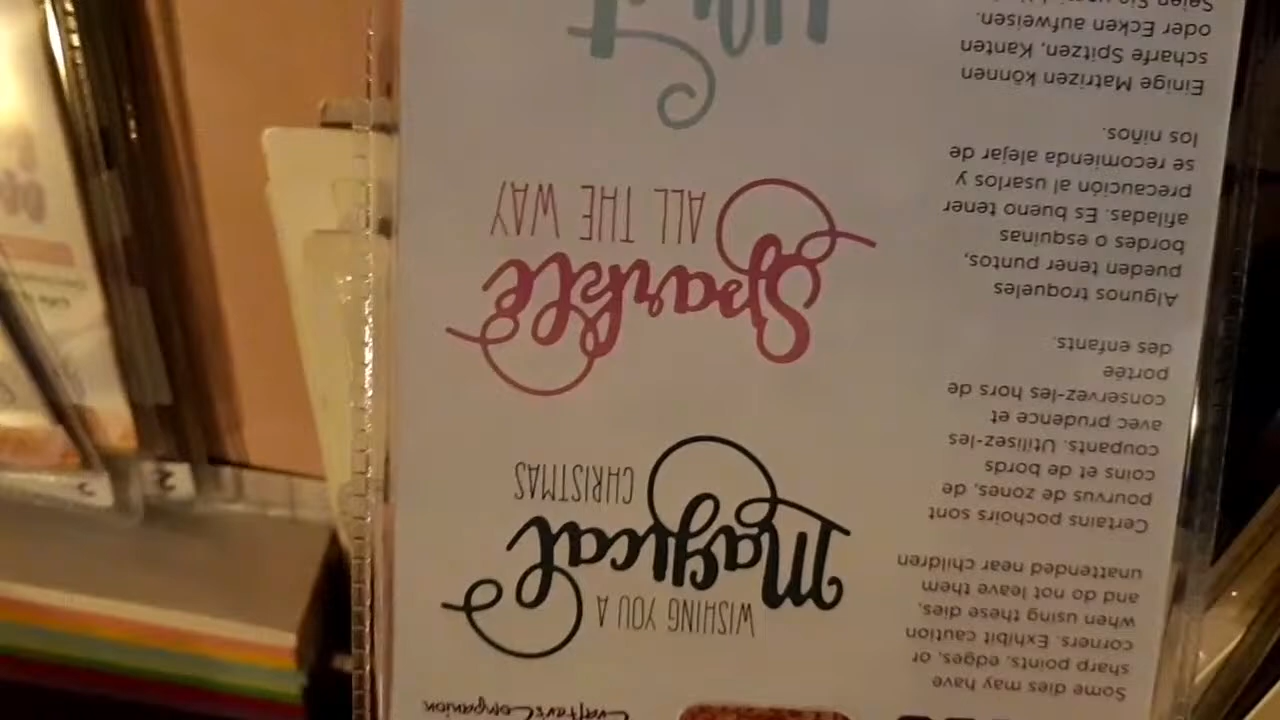 Crafter's Companion
Some dies may have
sharp points, edges, or
corners. Exhibit caution
when using these dies,
and do not leave them
unattended near children
Certains pochoirs sont
pourvus de zones, de
coins et de bords
coupants. Utilisez-les
avec prudence et
conservez-les hors de
portée
des enfants.
Algunos troqueles
pueden tener puntos,
bordes o esquinas
afiladas. Es bueno tener
precaución al usarlos y
se recomienda alejar de
los niños.
Einige Matrizen können
scharfe Spitzen, Kanten
oder Ecken aufweisen.
Seien Sie
WISHING YOU A
Magical
CHRISTMAS
Sparkle
ALL THE WAY